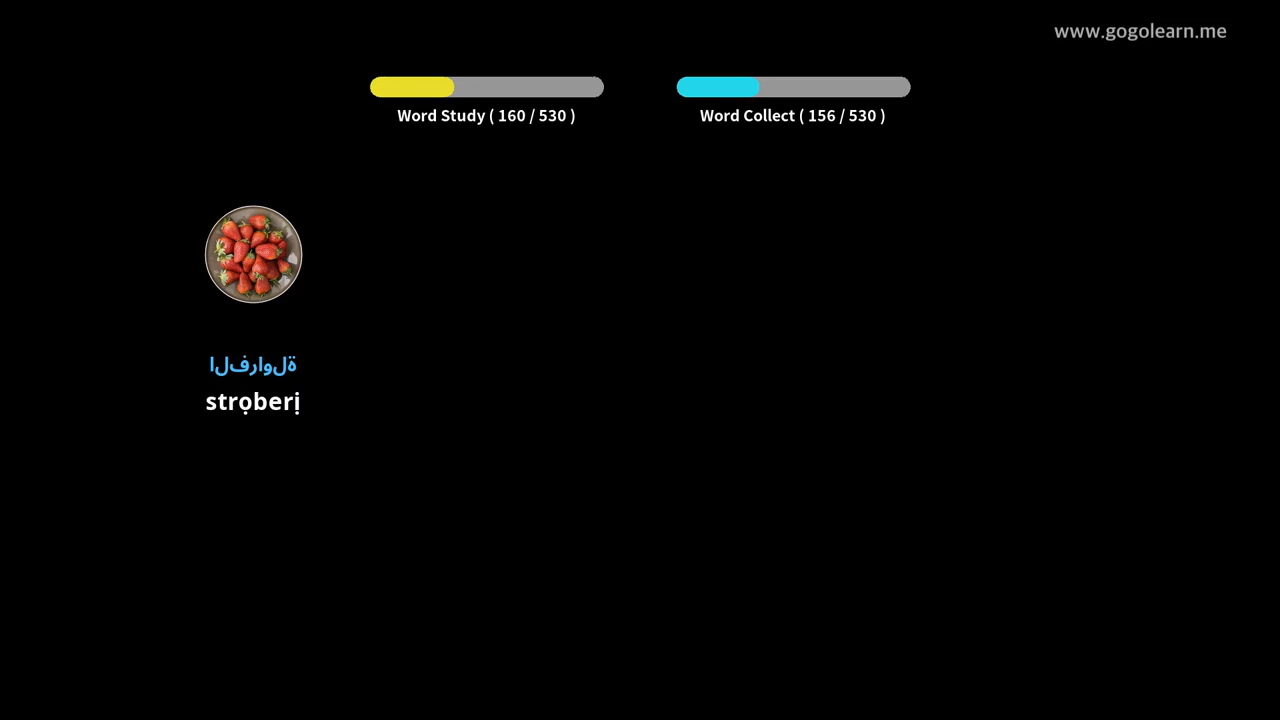 www.gogolearn.me
Word Study ( 160 / 530 )
Word Collect ( 156 / 530 )
الفراولة
strọberị